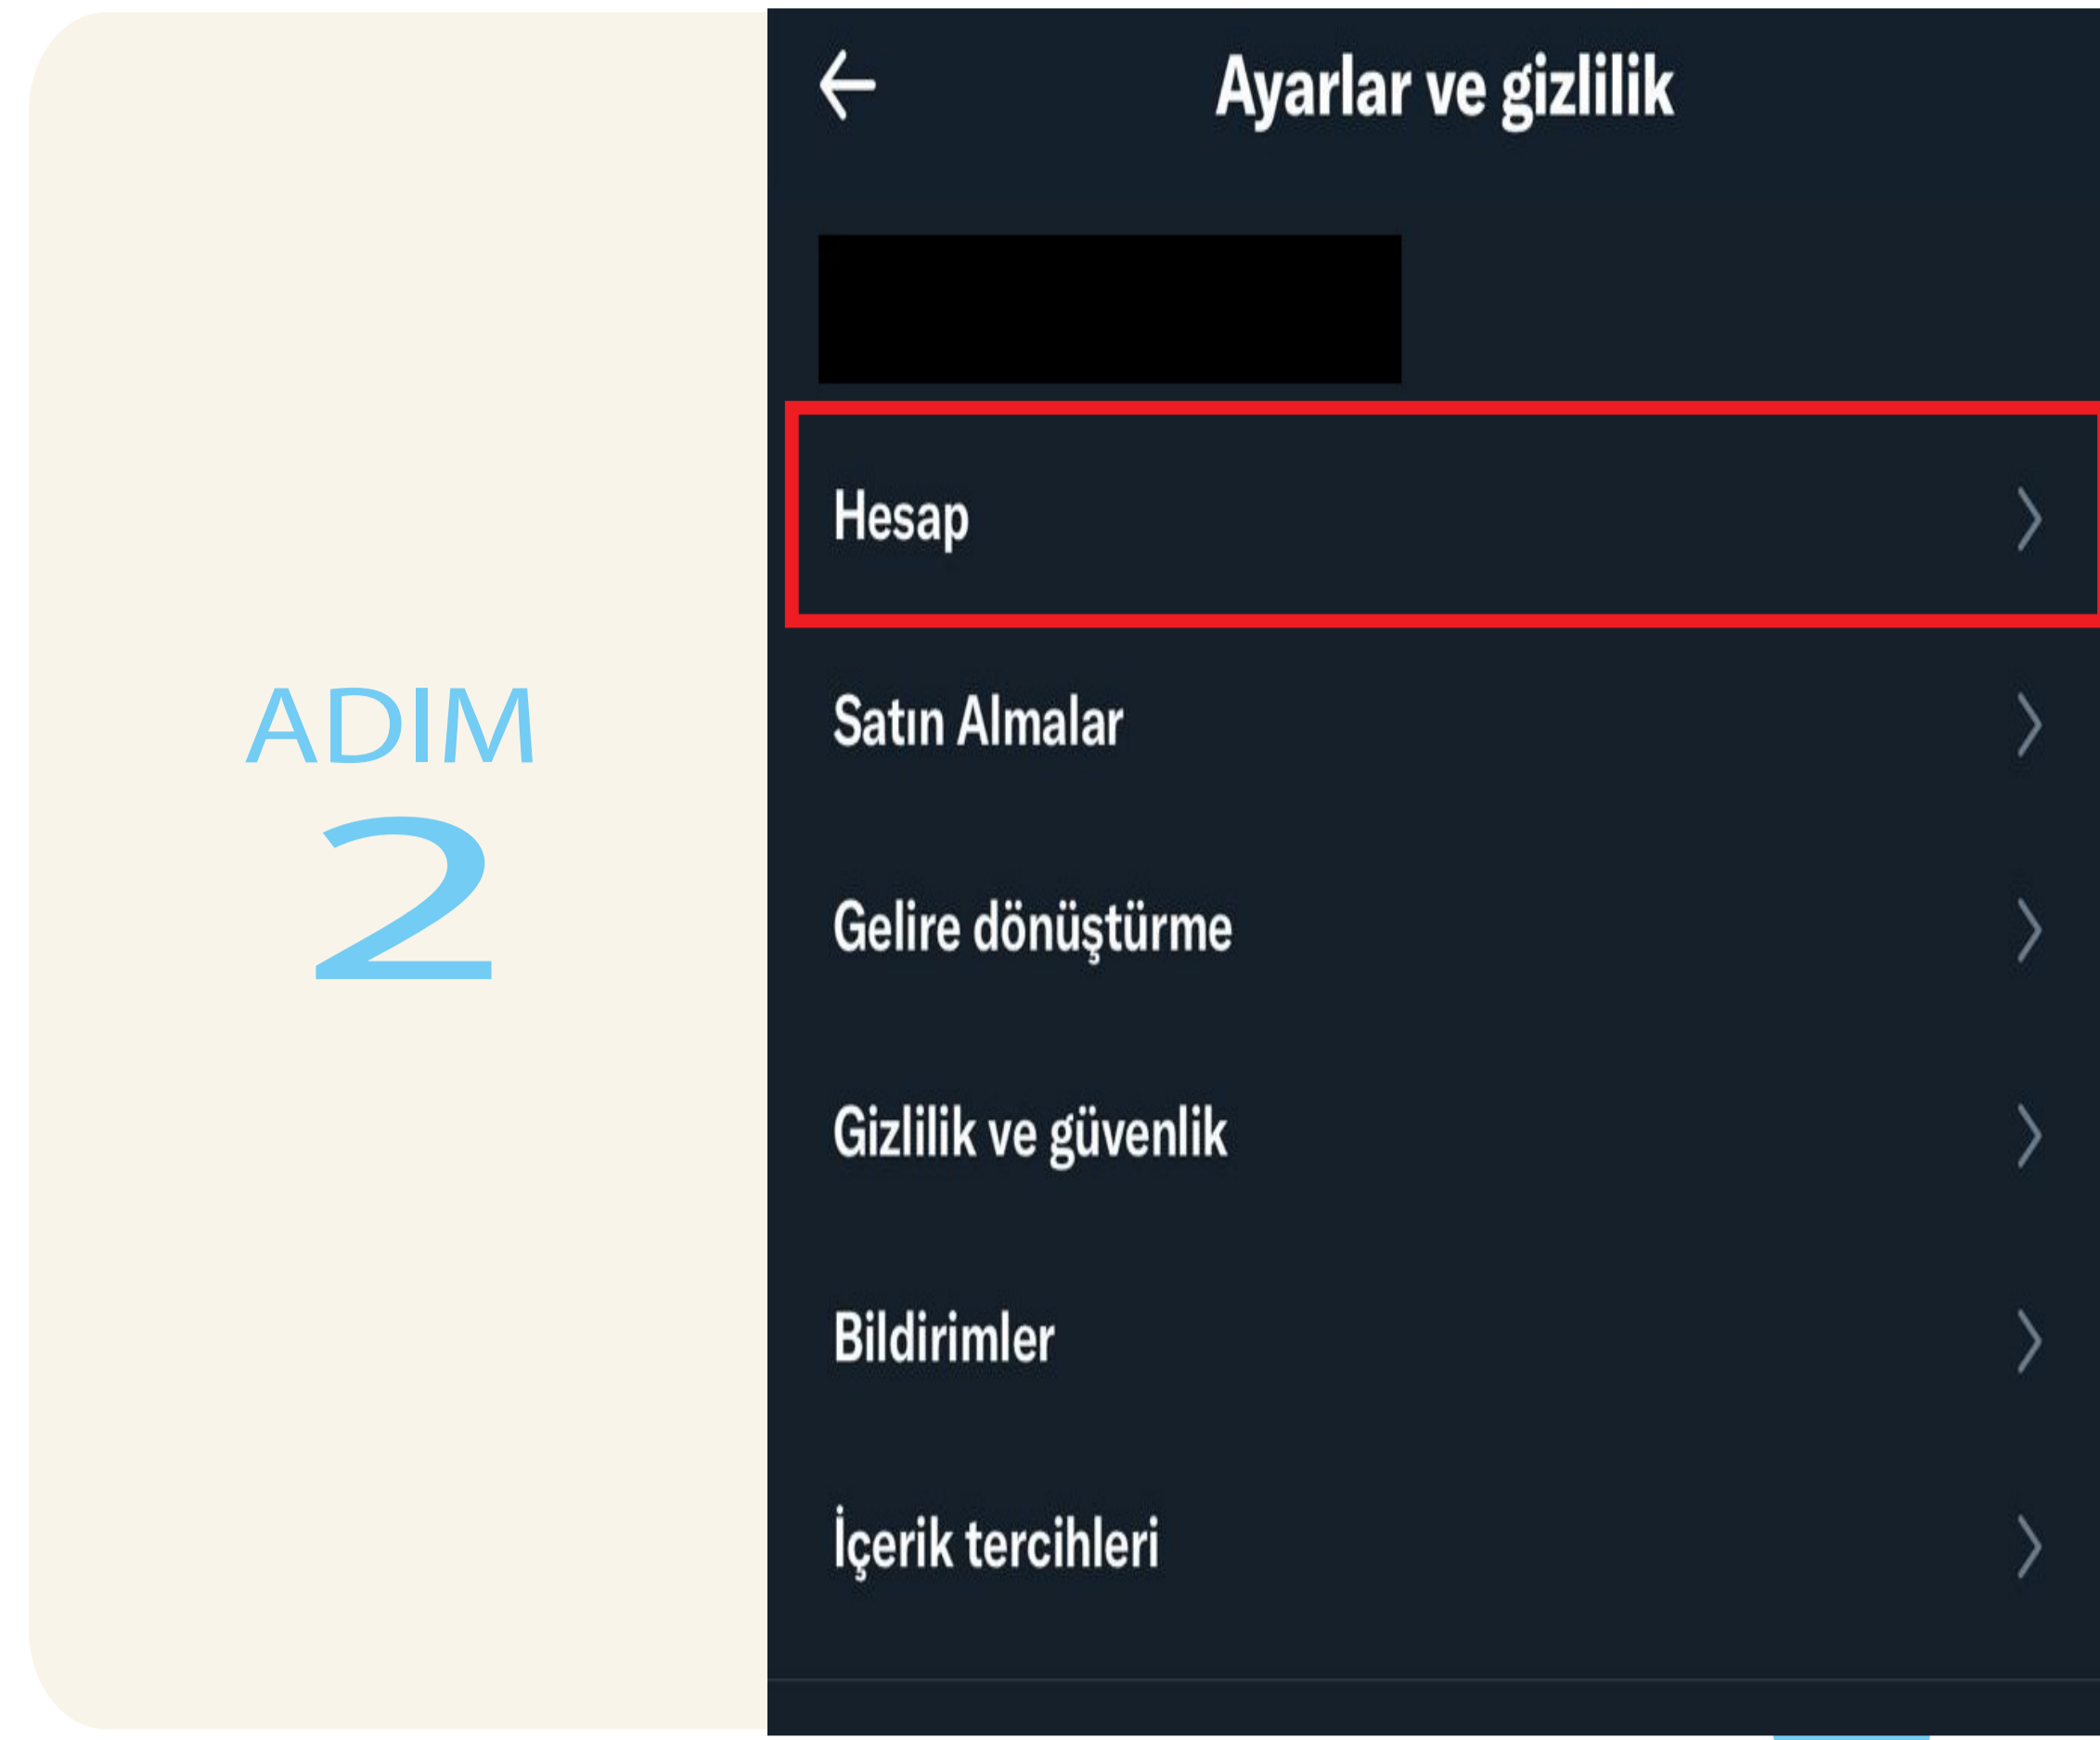 ADIM
2
Ayarlar ve gizlilik
Hesap
Satın Almalar
Gelire dönüştürme
Gizlilik ve güvenlik
Bildirimler
İçerik tercihleri